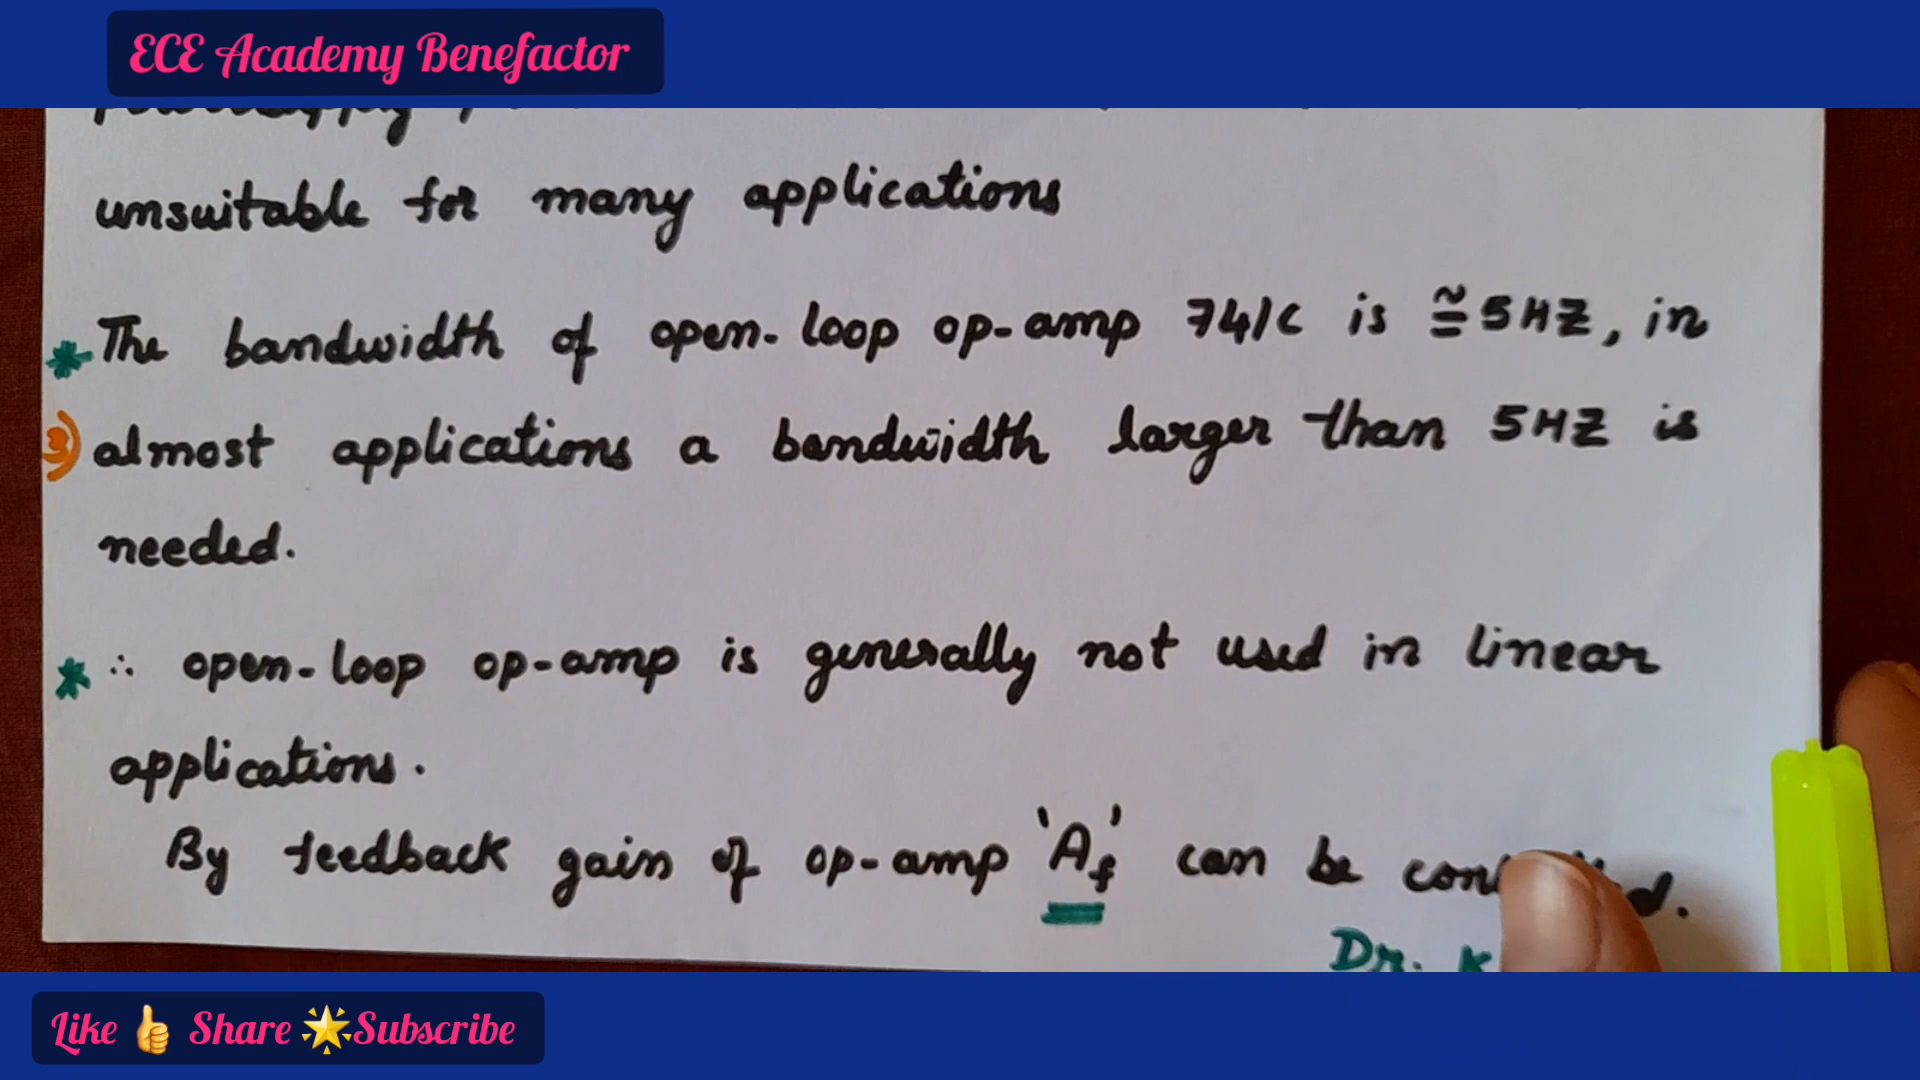 ECE Academy Benefactor
unsuitable for many applications
* The bandwidth of open-loop op-amp 741C is ≅ 5HZ, in
3) almost applications a bandwidth larger than 5HZ is
needed.
* ∴ open-loop op-amp is generally not used in linear
applications.
By feedback gain of op-amp 'Af' can be
Dr. K
Like 👍 Share 🌟Subscribe